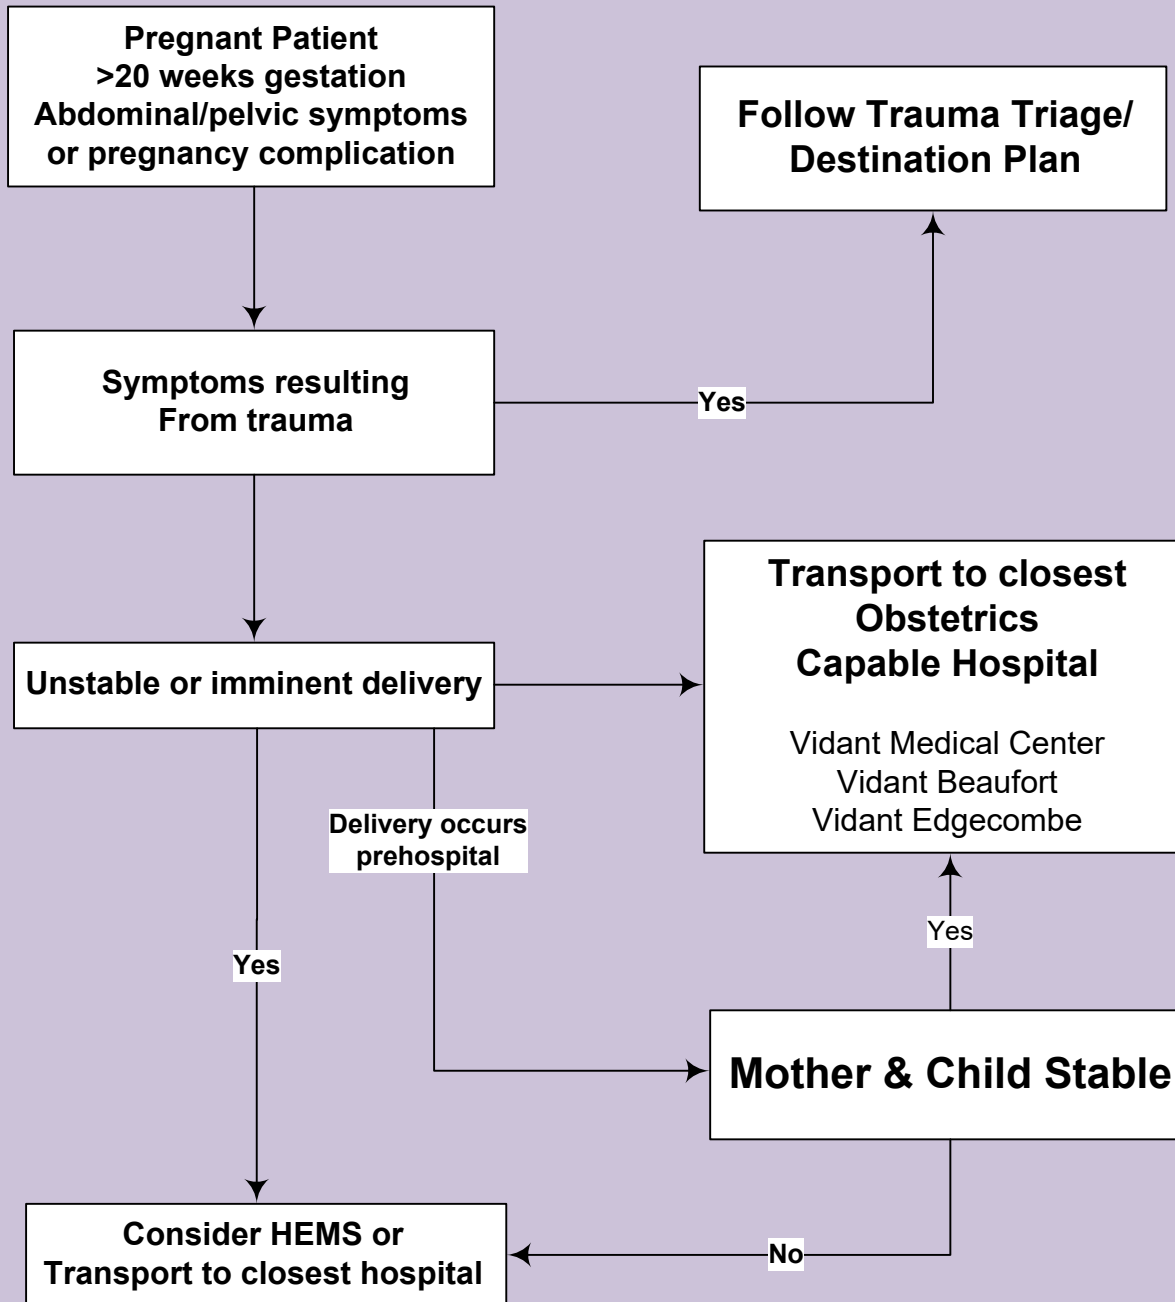 Pregnant Patient
>20 weeks gestation
Abdominal/pelvic symptoms
or pregnancy complication
Follow Trauma Triage/
Destination Plan
Symptoms resulting
From trauma
Yes
Transport to closest
Obstetrics
Capable Hospital
Vidant Medical Center
Vidant Beaufort
Vidant Edgecombe
Unstable or imminent delivery
Delivery occurs
prehospital
Yes
Yes
Mother & Child Stable
No
Consider HEMS or
Transport to closest hospital